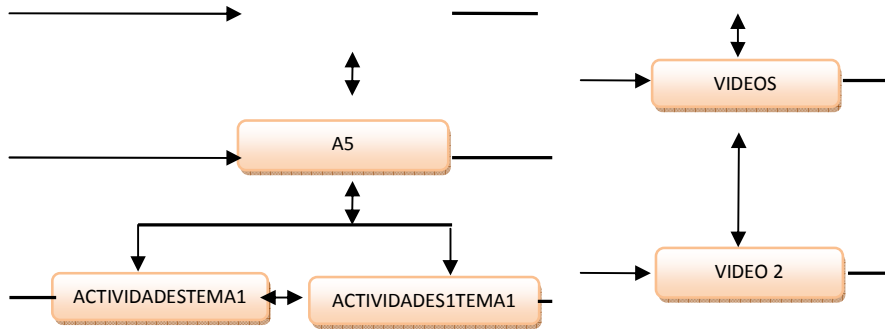 VIDEOS
A5
VIDEO 2
ACTIVIDADESTEMA1
ACTIVIDADES1TEMA1